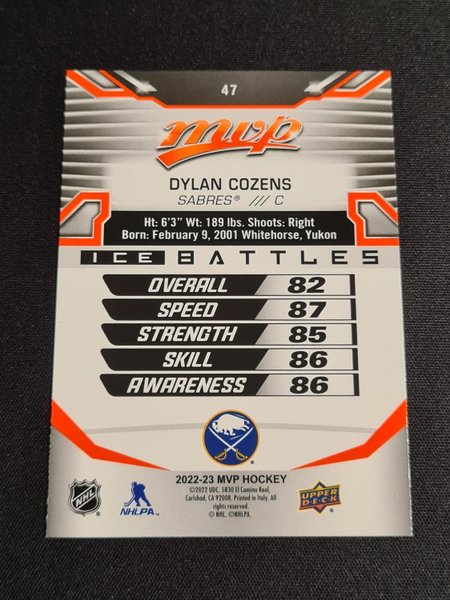 47
mvp
DYLAN COZENS
SABRES® /// C
Ht: 6'3" Wt: 189 lbs. Shoots: Right
Born: February 9, 2001 Whitehorse, Yukon
ICE BATTLES
OVERALL 82
SPEED 87
STRENGTH 85
SKILL 86
AWARENESS 86
2022-23 MVP HOCKEY
©2022 UDC. 5830 El Camino Real,
Carlsbad, CA 92008. Printed in Italy. All
rights reserved.
© NHL. ©NHLPA.
NHL
NHLPA
UPPER
DECK